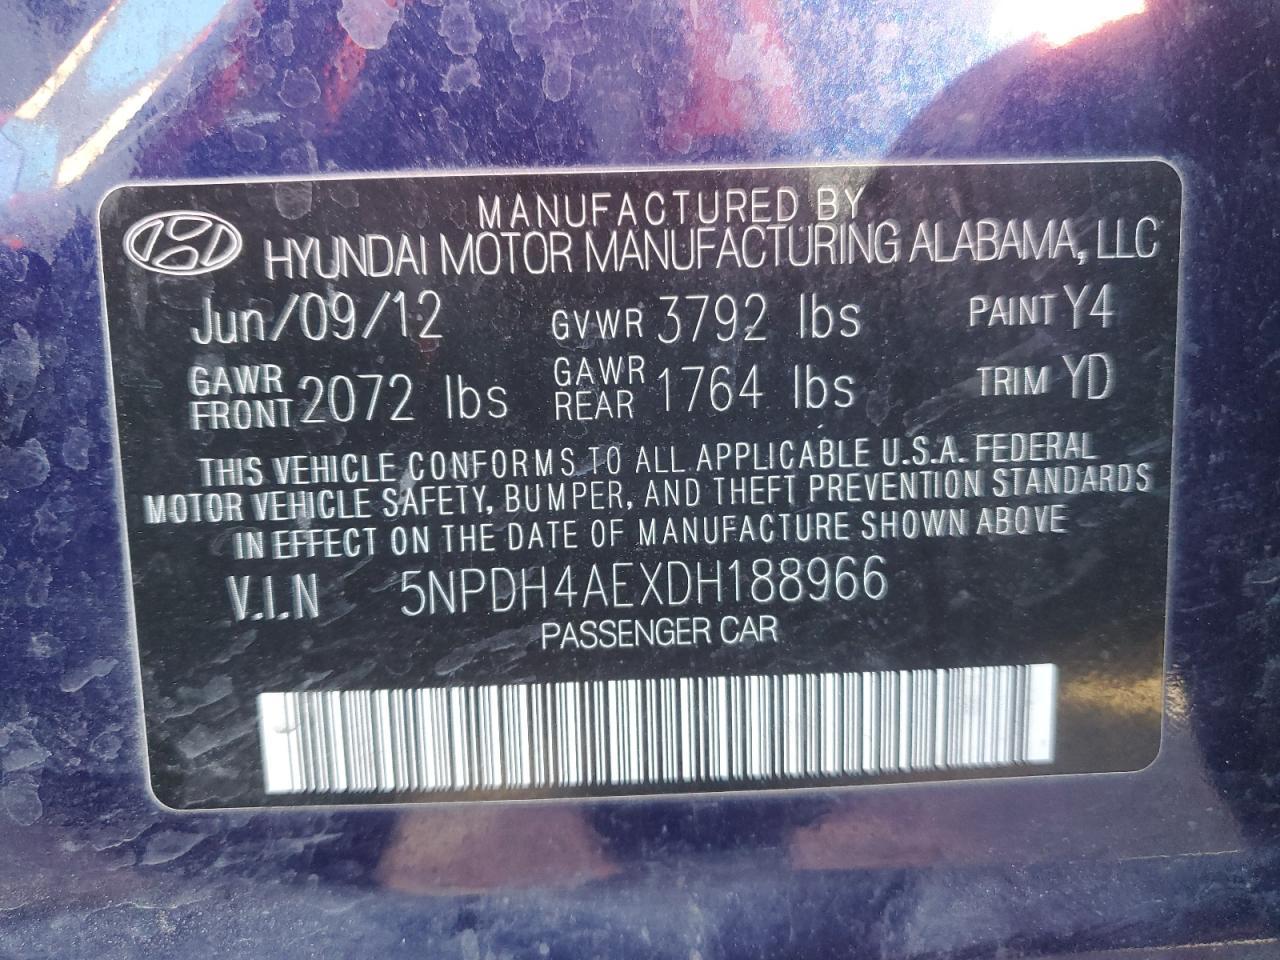 MANUFACTURED BY
HYUNDAI MOTOR MANUFACTURING ALABAMA, LLC
Jun/09/12 GVWR 3792 lbs PAINT Y4
GAWR FRONT 2072 lbs GAWR REAR 1764 lbs TRIM YD
THIS VEHICLE CONFORMS TO ALL APPLICABLE U.S.A. FEDERAL
MOTOR VEHICLE SAFETY, BUMPER, AND THEFT PREVENTION STANDARDS
IN EFFECT ON THE DATE OF MANUFACTURE SHOWN ABOVE
V.I.N 5NPDH4AEXDH188966
PASSENGER CAR